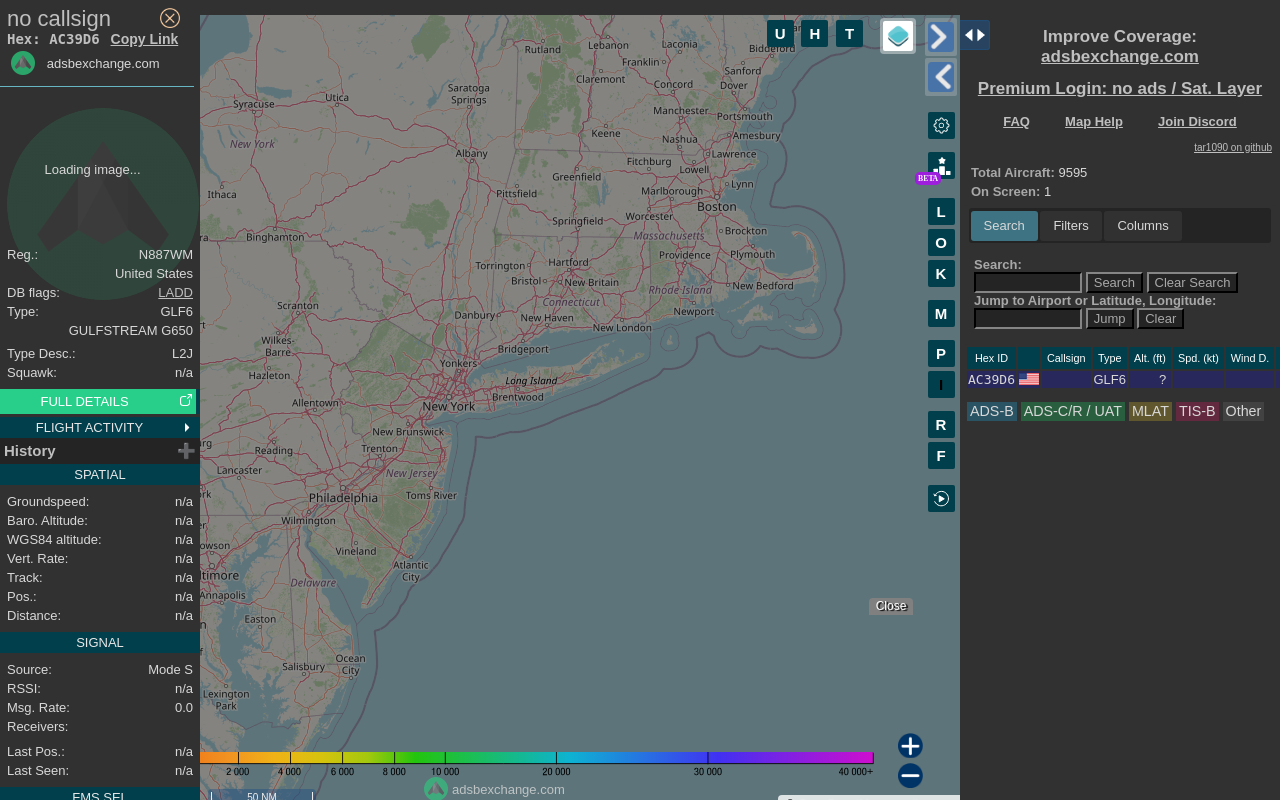 no callsign
Hex: AC39D6 Copy Link
adsbexchange.com
Loading image...
Reg.: N887WM
United States
DB flags: LADD
Type: GLF6
GULFSTREAM G650
Type Desc.: L2J
Squawk: n/a
FULL DETAILS
FLIGHT ACTIVITY
History
SPATIAL
Groundspeed: n/a
Baro. Altitude: n/a
WGS84 altitude: n/a
Vert. Rate: n/a
Track: n/a
Pos.: n/a
Distance: n/a
SIGNAL
Source: Mode S
RSSI: n/a
Msg. Rate: 0.0
Receivers:
Last Pos.: n/a
Last Seen: n/a
FMS SEL
U H T
Rutland
Lebanon
Laconia
Biddeford
Franklin
Sanford
Claremont
Concord
Dover
Utica
Saratoga
Springs
Syracuse
Manchester
Portsmouth
Keene
Amesbury
Nashua
New York
Albany
Fitchburg
Lawrence
Lowell
Greenfield
Ithaca
Pittsfield
Marlborough
Lynn
Boston
Worcester
Springfield
Brockton
Binghamton
Massachusetts
Torrington
Hartford
Providence
Plymouth
Bristol
New Britain
New Bedford
Rhode Island
Scranton
Connecticut
Danbury
New Haven
Newport
New London
Wilkes-
Barre
Bridgeport
Yonkers
Hazleton
Long Island
Brentwood
Allentown
New York
New Brunswick
Reading
Trenton
Lancaster
New Jersey
Philadelphia
Toms River
Wilmington
Vineland
Atlantic
City
Annapolis
Delaware
Easton
Ocean
City
Salisbury
Lexington
Park
BETA
L
O
K
M
P
I
R
F
Close
2 000 4 000 6 000 8 000 10 000 20 000 30 000 40 000+
adsbexchange.com
50 NM
Improve Coverage:
adsbexchange.com
Premium Login: no ads / Sat. Layer
FAQ Map Help Join Discord
tar1090 on github
Total Aircraft: 9595
On Screen: 1
Search Filters Columns
Search:
Search Clear Search
Jump to Airport or Latitude, Longitude:
Jump Clear
Hex ID Callsign Type Alt. (ft) Spd. (kt) Wind D.
AC39D6 GLF6 ?
ADS-B ADS-C/R / UAT MLAT TIS-B Other